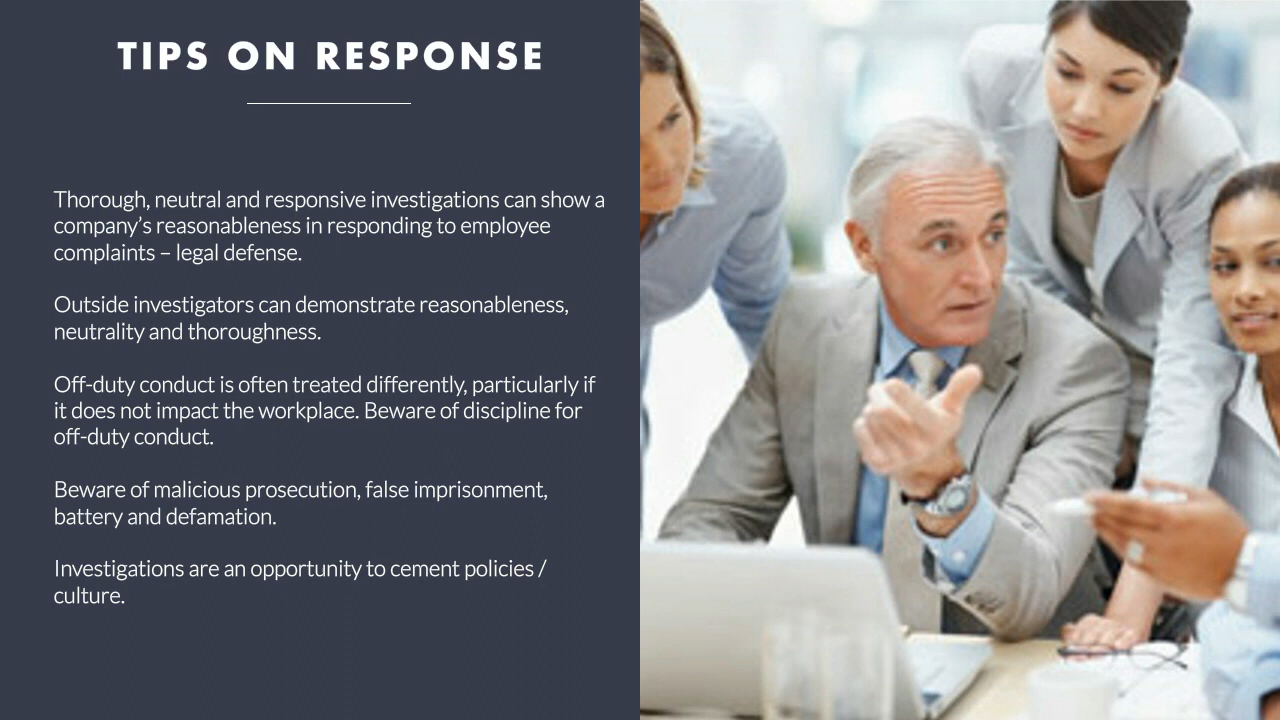 TIPS ON RESPONSE
Thorough, neutral and responsive investigations can show a
company’s reasonableness in responding to employee
complaints – legal defense.
Outside investigators can demonstrate reasonableness,
neutrality and thoroughness.
Off-duty conduct is often treated differently, particularly if
it does not impact the workplace. Beware of discipline for
off-duty conduct.
Beware of malicious prosecution, false imprisonment,
battery and defamation.
Investigations are an opportunity to cement policies /
culture.